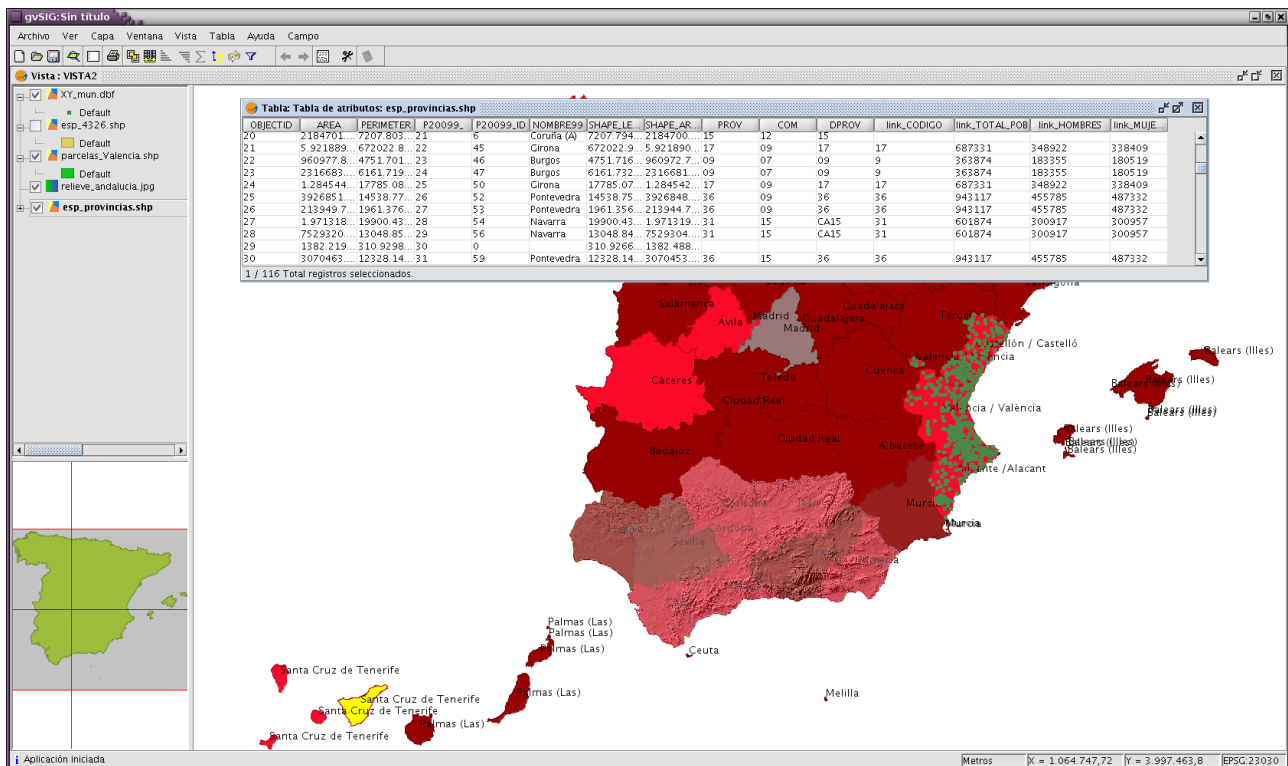 gvSIG:Sin título
Archivo Ver Capa Ventana Vista Tabla Ayuda Campo
Vista : VISTA2
XY_mun.dbf
Default
esp_4326.shp
Default
parcelas_Valencia.shp
Default
relieve_andalucia.jpg
esp_provincias.shp
Tabla: Tabla de atributos: esp_provincias.shp
OBJECTID AREA PERIMETER P20099_ P20099_ID NOMBRE99 SHAPE_LE... SHAPE_AR... PROV COM DPROV link_CODIGO link_TOTAL_POB link_HOMBRES link_MUJE...
20 2184701.... 7207.803... 21 6 Coruña (A) 7207.794... 2184700.... 15 12 15
21 5.921889... 672022.8... 22 45 Girona 672022.9... 5.921890... 17 09 17 17 687331 348922 338409
22 960977.8... 4751.701... 23 46 Burgos 4751.716... 960972.7... 09 07 09 9 363874 183355 180519
23 2316683.... 6161.719... 24 47 Burgos 6161.732... 2316681.... 09 07 09 9 363874 183355 180519
24 1.284544... 17785.08... 25 50 Girona 17785.07... 1.284542... 17 09 17 17 687331 348922 338409
25 3926851.... 14538.77... 26 52 Pontevedra 14538.75... 3926848.... 36 09 36 36 943117 455785 487332
26 213949.7... 1961.376... 27 53 Pontevedra 1961.356... 213944.7... 36 09 36 36 943117 455785 487332
27 1.971318... 19900.43... 28 54 Navarra 19900.43... 1.971319... 31 15 CA15 31 601874 300917 300957
28 7529320.... 13048.85... 29 56 Navarra 13048.84... 7529304.... 31 15 CA15 31 601874 300917 300957
29 1382.219... 310.9298... 30 0 310.9266... 1382.488...
30 3070463.... 12328.14... 31 59 Pontevedra 12328.14... 3070453.... 36 15 36 36 943117 455785 487332
1 / 116 Total registros seleccionados.
Salamanca
Ávila
Madrid
Madrid
Guadalajara
Guadalajara
Teruel
Castellón / Castelló
Cáceres
Toledo
Cuenca
Ciudad Real
Valencia / València
Balears (Illes)
Balears (Illes)
Balears (Illes)
Balears (Illes)
Balears (Illes)
Balears (Illes)
Badajoz
Ciudad Real
Albacete
Alicante /Alacant
Murcia
Murcia
Córdoba
Sevilla
Almería
Palmas (Las)
Palmas (Las)
Palmas (Las)
Ceuta
Santa Cruz de Tenerife
Palmas (Las)
Melilla
Santa Cruz de Tenerife
Santa Cruz de Tenerife
Palmas (Las)
Santa Cruz de Tenerife
Aplicación iniciada
Metros
X = 1.064.747,72
Y = 3.997.463,8
EPSG:23030